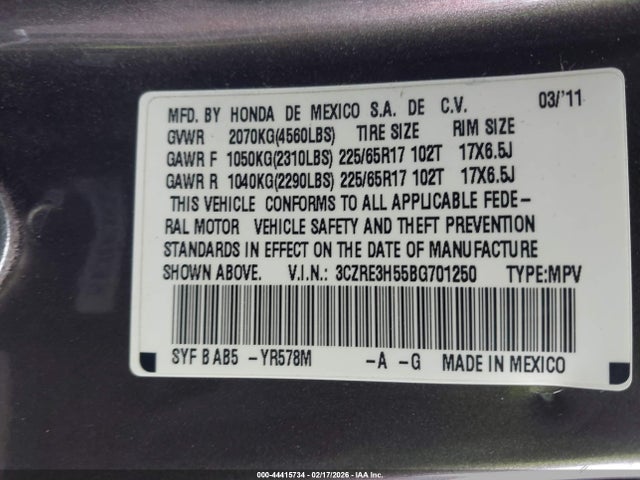 MFD. BY HONDA DE MEXICO S.A. DE C.V. 03/'11
GVWR 2070KG(4560LBS) TIRE SIZE RIM SIZE
GAWR F 1050KG(2310LBS) 225/65R17 102T 17X6.5J
GAWR R 1040KG(2290LBS) 225/65R17 102T 17X6.5J
THIS VEHICLE CONFORMS TO ALL APPLICABLE FEDE-
RAL MOTOR VEHICLE SAFETY AND THEFT PREVENTION
STANDARDS IN EFFECT ON THE DATE OF MANUFACTURE
SHOWN ABOVE. V.I.N.: 3CZRE3H55BG701250 TYPE:MPV
SYF B AB5 -YR578M -A -G MADE IN MEXICO
000-44415734 - 02/17/2026 - IAA Inc.